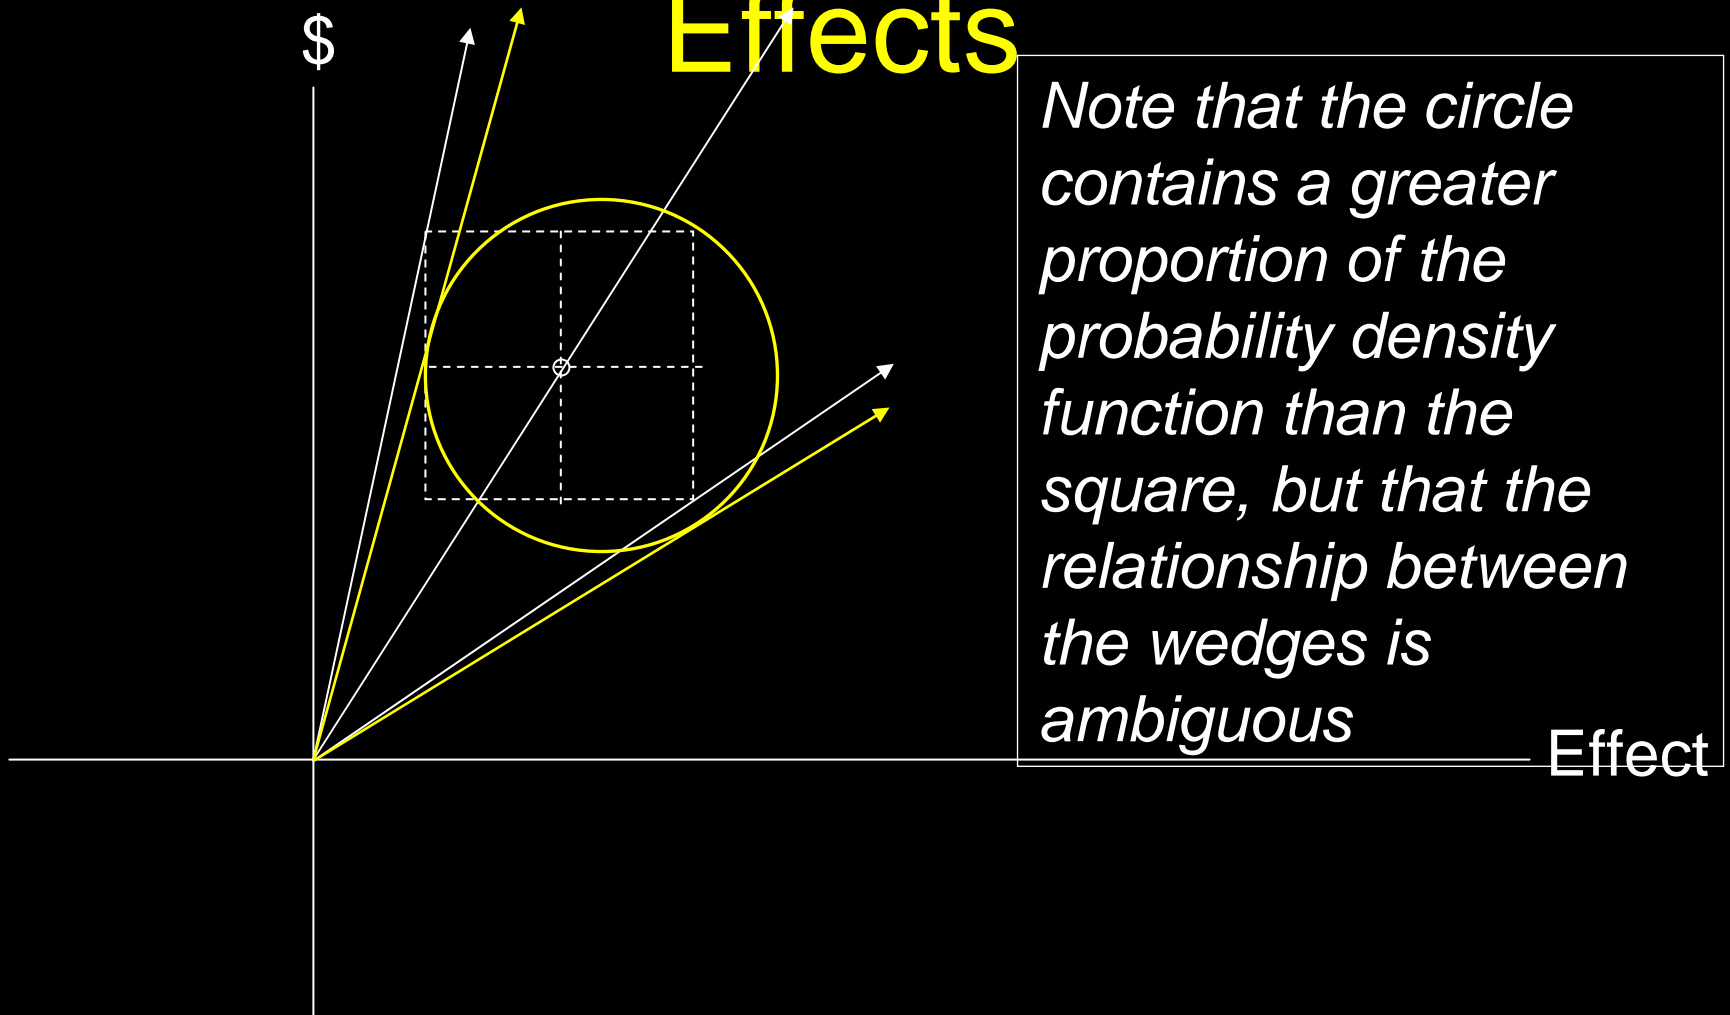 Effects
$
Note that the circle
contains a greater
proportion of the
probability density
function than the
square, but that the
relationship between
the wedges is
ambiguous
Effect